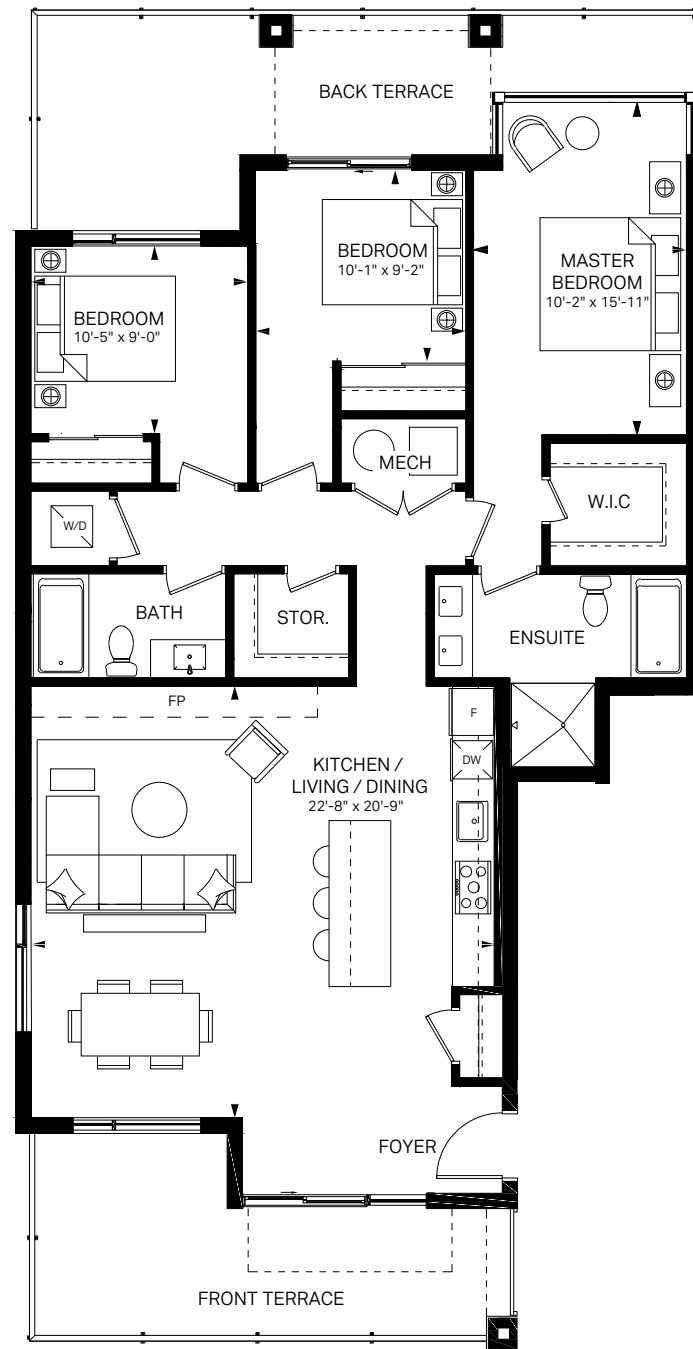 BACK TERRACE
BEDROOM
10'-1" x 9'-2"
MASTER
BEDROOM
10'-2" x 15'-11"
BEDROOM
10'-5" x 9'-0"
MECH
W.I.C
W/D
BATH
STOR.
ENSUITE
FP
F
DW
KITCHEN /
LIVING / DINING
22'-8" x 20'-9"
FOYER
FRONT TERRACE